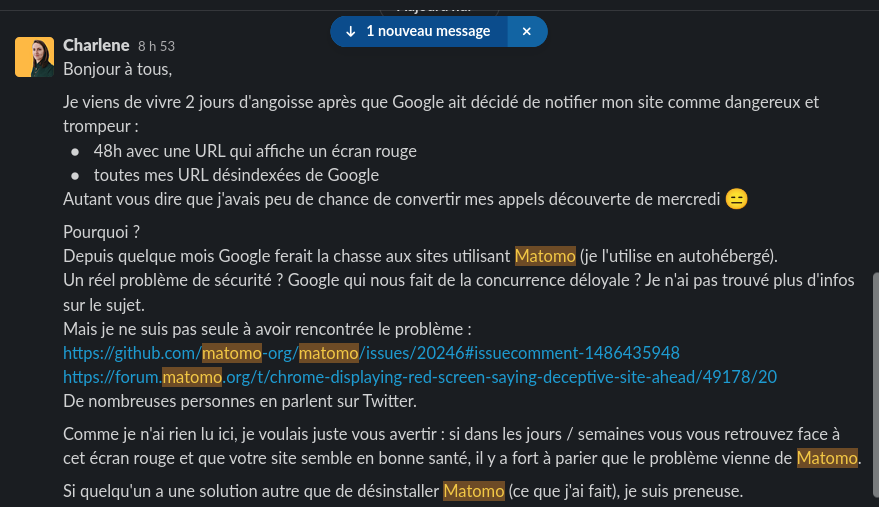 Aujourd'hui
↓ 1 nouveau message ×
Charlene 8 h 53
Bonjour à tous,
Je viens de vivre 2 jours d'angoisse après que Google ait décidé de notifier mon site comme dangereux et
trompeur :
● 48h avec une URL qui affiche un écran rouge
● toutes mes URL désindexées de Google
Autant vous dire que j'avais peu de chance de convertir mes appels découverte de mercredi 😑
Pourquoi ?
Depuis quelque mois Google ferait la chasse aux sites utilisant Matomo (je l'utilise en autohébergé).
Un réel problème de sécurité ? Google qui nous fait de la concurrence déloyale ? Je n'ai pas trouvé plus d'infos
sur le sujet.
Mais je ne suis pas seule à avoir rencontrée le problème :
https://github.com/matomo-org/matomo/issues/20246#issuecomment-1486435948
https://forum.matomo.org/t/chrome-displaying-red-screen-saying-deceptive-site-ahead/49178/20
De nombreuses personnes en parlent sur Twitter.
Comme je n'ai rien lu ici, je voulais juste vous avertir : si dans les jours / semaines vous vous retrouvez face à
cet écran rouge et que votre site semble en bonne santé, il y a fort à parier que le problème vienne de Matomo.
Si quelqu'un a une solution autre que de désinstaller Matomo (ce que j'ai fait), je suis preneuse.